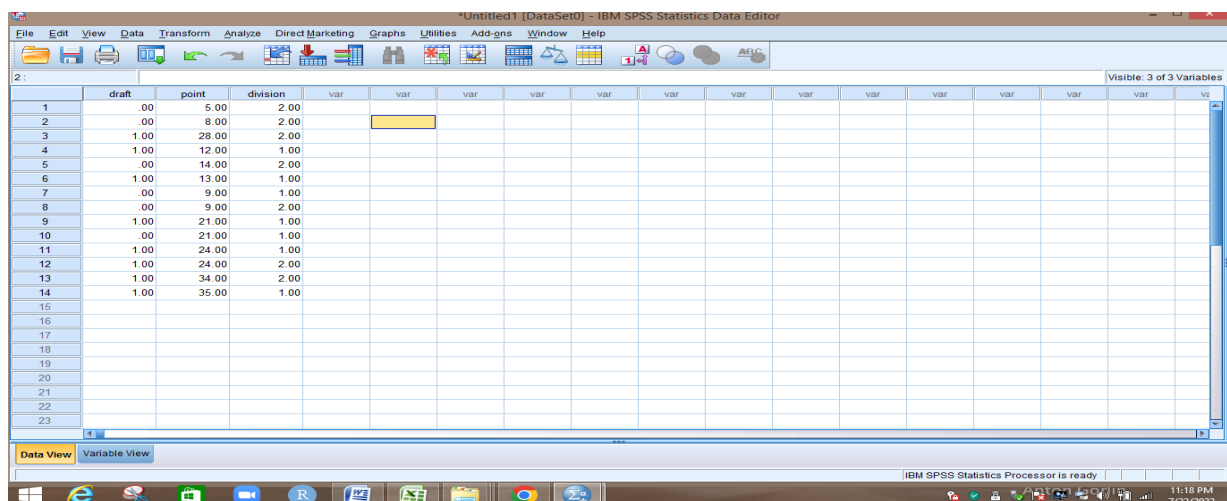 *Untitled1 [DataSet0] - IBM SPSS Statistics Data Editor
File Edit View Data Transform Analyze Direct Marketing Graphs Utilities Add-ons Window Help
2 : Visible: 3 of 3 Variables
draft point division var var var var var var var var var var var var va
1 .00 5.00 2.00
2 .00 8.00 2.00
3 1.00 28.00 2.00
4 1.00 12.00 1.00
5 .00 14.00 2.00
6 1.00 13.00 1.00
7 .00 9.00 1.00
8 .00 9.00 2.00
9 1.00 21.00 1.00
10 .00 21.00 1.00
11 1.00 24.00 1.00
12 1.00 24.00 2.00
13 1.00 34.00 2.00
14 1.00 35.00 1.00
15
16
17
18
19
20
21
22
23
Data View Variable View
IBM SPSS Statistics Processor is ready
11:18 PM